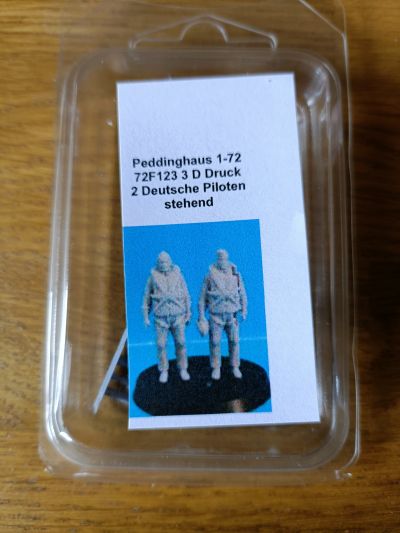 Peddinghaus 1-72
72F123 3 D Druck
2 Deutsche Piloten
stehend